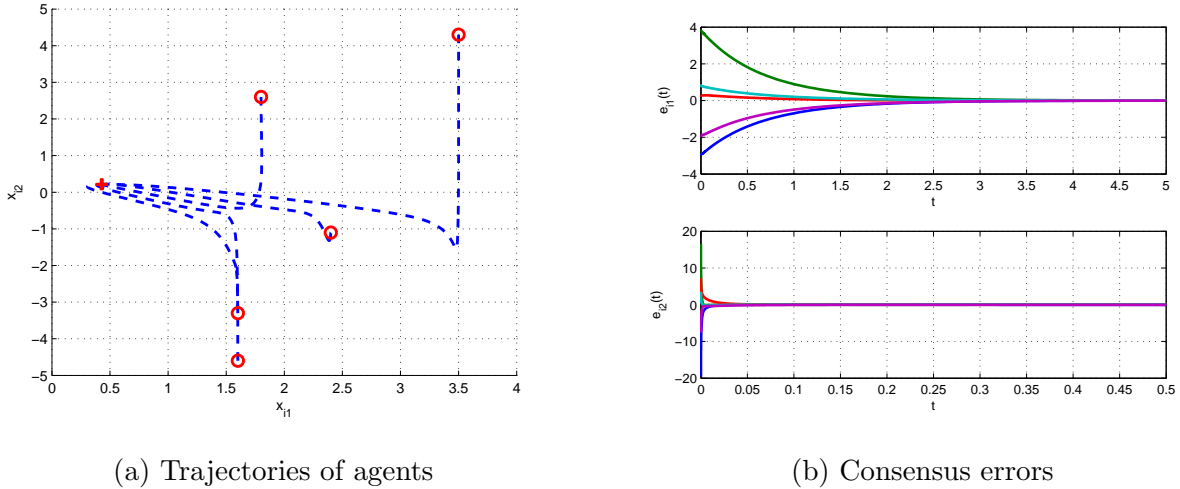 5
4
3
2
1
0
−1
−2
−3
−4
−5
0 0.5 1 1.5 2 2.5 3 3.5 4
x_{i1}
x_{i2}
4
2
0
−2
−4
0 0.5 1 1.5 2 2.5 3 3.5 4 4.5 5
t
e_{i1}(t)
20
10
0
−10
−20
0 0.05 0.1 0.15 0.2 0.25 0.3 0.35 0.4 0.45 0.5
t
e_{i2}(t)
(a) Trajectories of agents
(b) Consensus errors